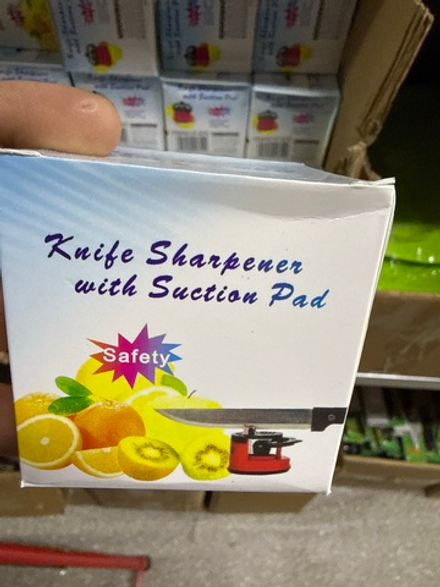 Knife Sharpener
with Suction Pad
Safety